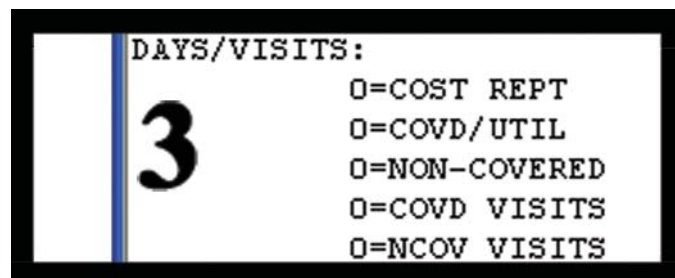 DAYS/VISITS:
0=COST REPT
3
0=COVD/UTIL
0=NON-COVERED
0=COVD VISITS
0=NCOV VISITS